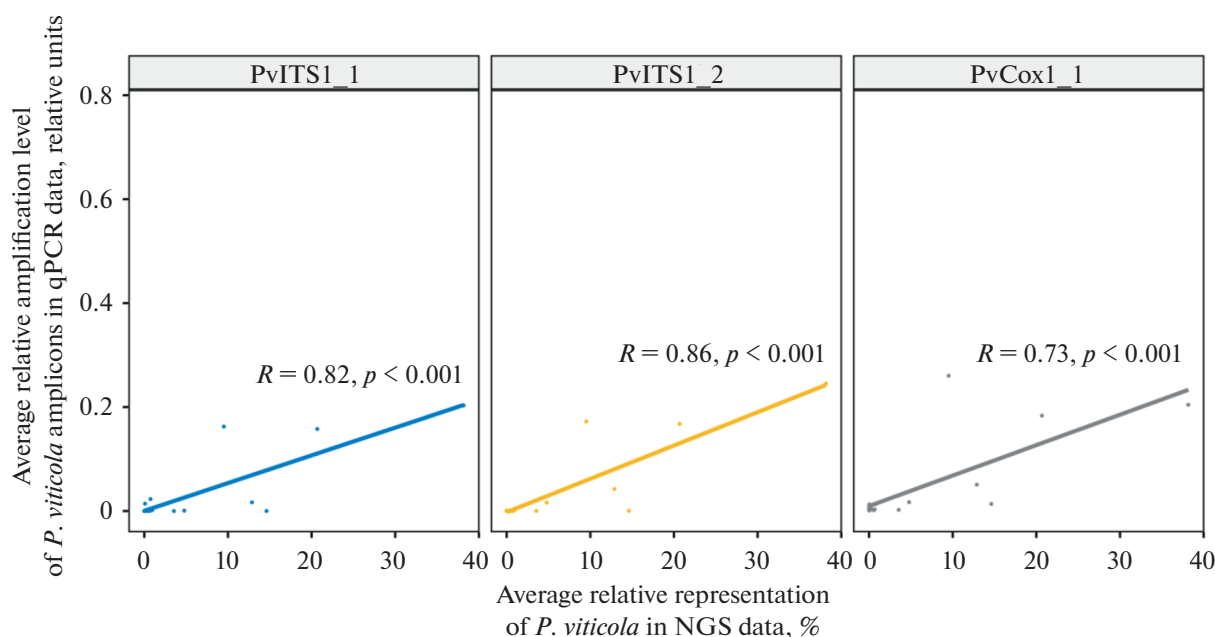 PvITS1_1
PvITS1_2
PvCox1_1
Average relative amplification level
of P. viticola amplicons in qPCR data, relative units
0.8
0.6
0.4
0.2
0
R = 0.82, p < 0.001
R = 0.86, p < 0.001
R = 0.73, p < 0.001
0 10 20 30 40 0 10 20 30 40 0 10 20 30 40
Average relative representation
of P. viticola in NGS data, %